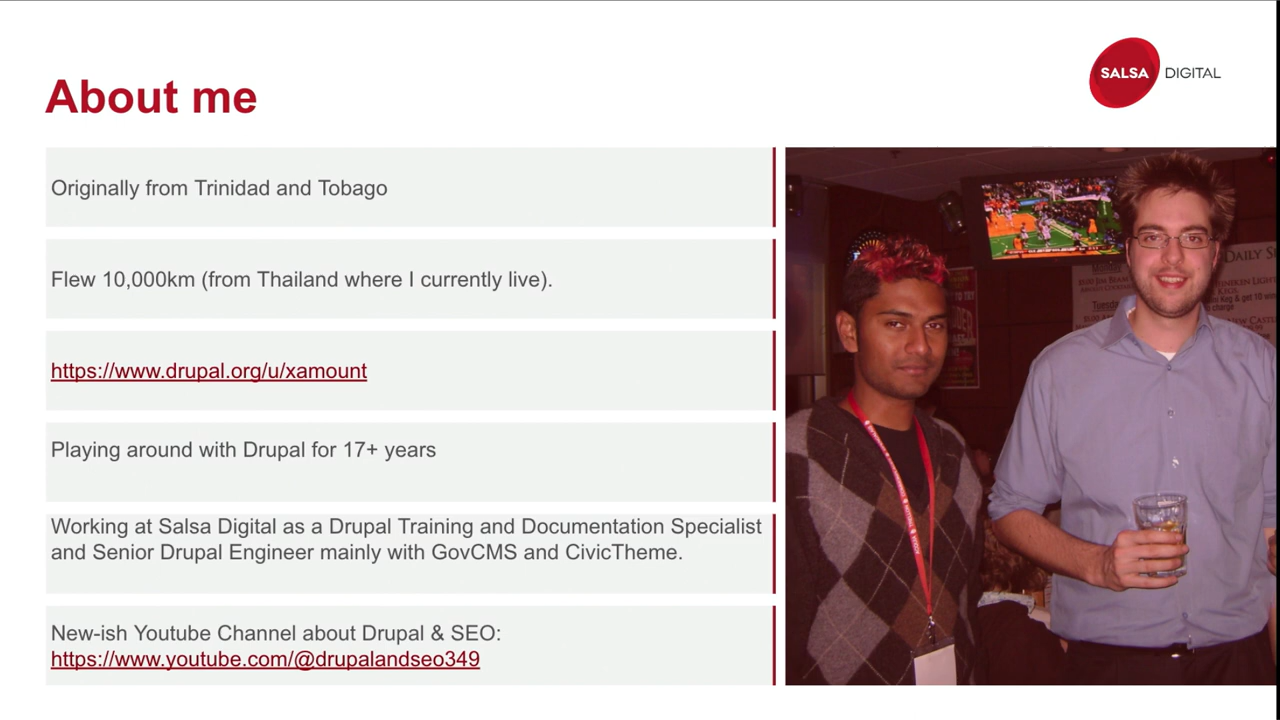 SALSA DIGITAL
About me
Originally from Trinidad and Tobago
Flew 10,000km (from Thailand where I currently live).
https://www.drupal.org/u/xamount
Playing around with Drupal for 17+ years
Working at Salsa Digital as a Drupal Training and Documentation Specialist
and Senior Drupal Engineer mainly with GovCMS and CivicTheme.
New-ish Youtube Channel about Drupal & SEO:
https://www.youtube.com/@drupalandseo349
DAILY
Tuesday